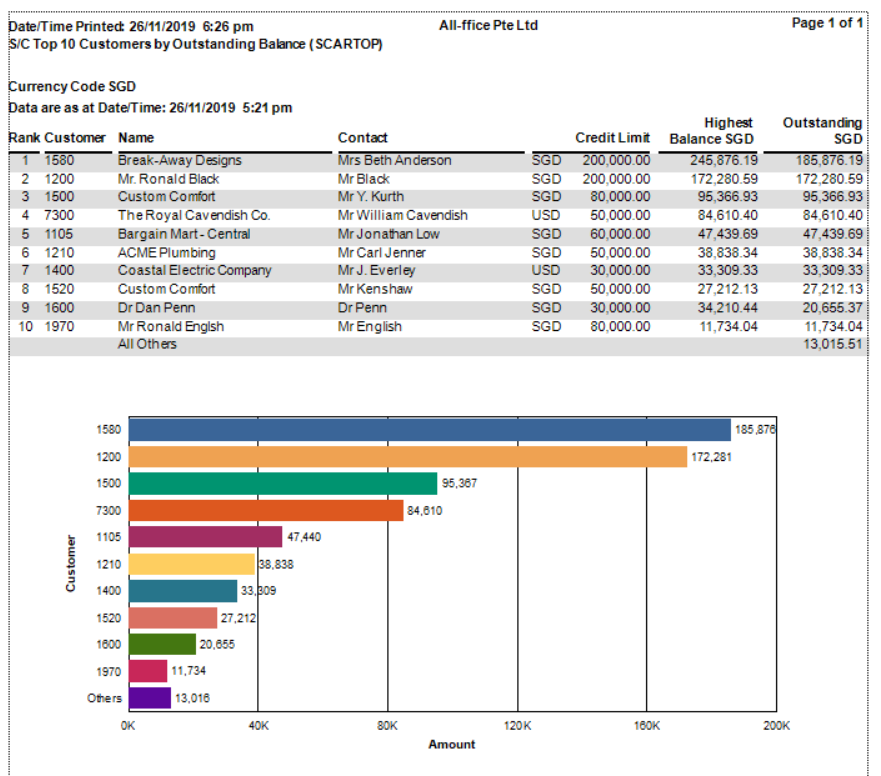 Date/Time Printed: 26/11/2019 6:26 pm All-ffice Pte Ltd Page 1 of 1
S/C Top 10 Customers by Outstanding Balance (SCARTOP)
Currency Code SGD
Data are as at Date/Time: 26/11/2019 5:21 pm
Highest Outstanding
Rank Customer Name Contact Credit Limit Balance SGD SGD
1 1580 Break-Away Designs Mrs Beth Anderson SGD 200,000.00 245,876.19 185,876.19
2 1200 Mr. Ronald Black Mr Black SGD 200,000.00 172,280.59 172,280.59
3 1500 Custom Comfort Mr Y. Kurth SGD 80,000.00 95,366.93 95,366.93
4 7300 The Royal Cavendish Co. Mr William Cavendish USD 50,000.00 84,610.40 84,610.40
5 1105 Bargain Mart - Central Mr Jonathan Low SGD 60,000.00 47,439.69 47,439.69
6 1210 ACME Plumbing Mr Carl Jenner SGD 50,000.00 38,838.34 38,838.34
7 1400 Coastal Electric Company Mr J. Everley USD 30,000.00 33,309.33 33,309.33
8 1520 Custom Comfort Mr Kenshaw SGD 50,000.00 27,212.13 27,212.13
9 1600 Dr Dan Penn Dr Penn SGD 30,000.00 34,210.44 20,655.37
10 1970 Mr Ronald Englsh Mr English SGD 80,000.00 11,734.04 11,734.04
All Others 13,015.51
1580 185,876
1200 172,281
1500 95,367
7300 84,610
1105 47,440
1210 38,838
1400 33,309
1520 27,212
1600 20,655
1970 11,734
Others 13,016
Customer
0K 40K 80K 120K 160K 200K
Amount